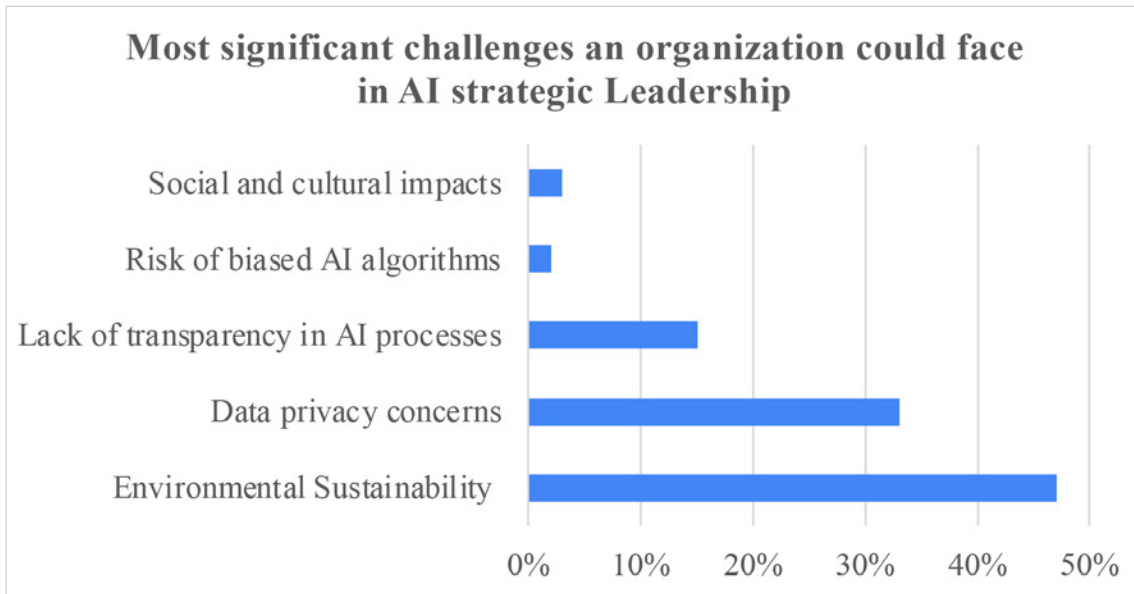 Most significant challenges an organization could face
in AI strategic Leadership
Social and cultural impacts
Risk of biased AI algorithms
Lack of transparency in AI processes
Data privacy concerns
Environmental Sustainability
0% 10% 20% 30% 40% 50%